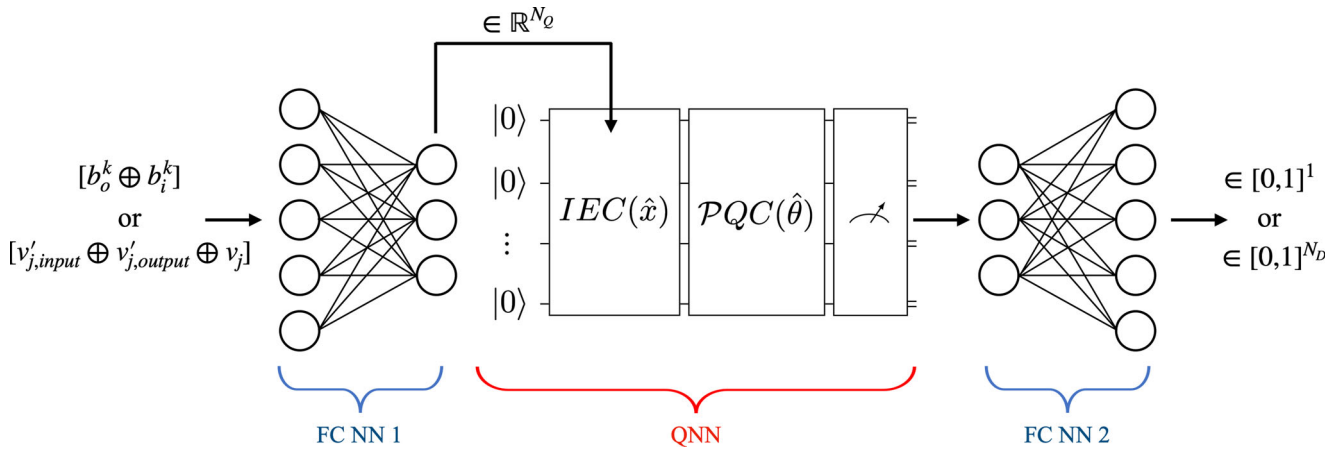 ∈ ℝ^{N_Q}
[b_o^k ⊕ b_i^k]
or
[v'_{j,input} ⊕ v'_{j,output} ⊕ v_j]
|0⟩
|0⟩
⋮
|0⟩
IEC(x̂)
𝒫QC(θ̂)
∈ [0,1]^1
or
∈ [0,1]^{N_D}
FC NN 1
QNN
FC NN 2